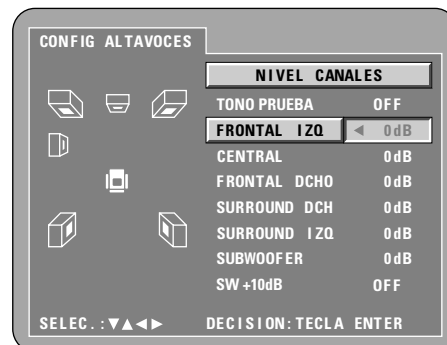 CONFIG ALTAVOCES
NIVEL CANALES
TONO PRUEBA OFF
FRONTAL IZQ ◀ 0dB
CENTRAL 0dB
FRONTAL DCHO 0dB
SURROUND DCH 0dB
SURROUND IZQ 0dB
SUBWOOFER 0dB
SW +10dB OFF
SELEC.:▼▲◀▶ DECISION:TECLA ENTER